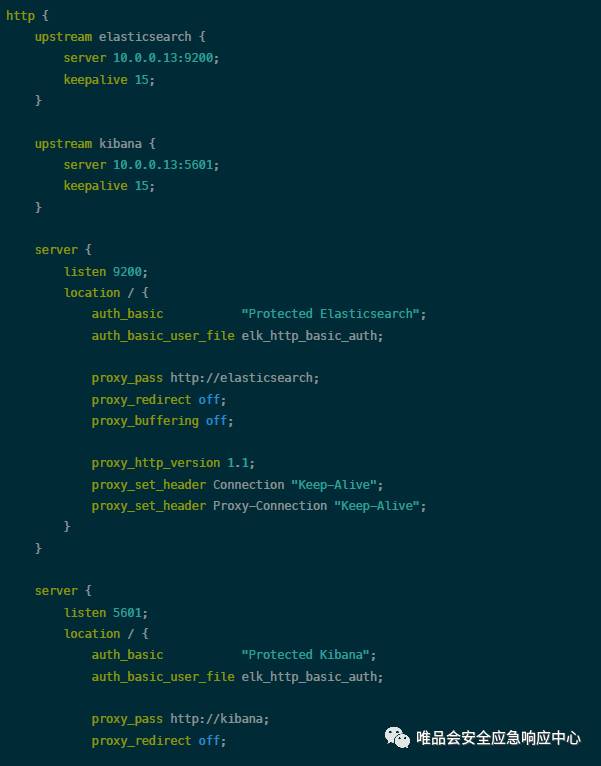 http {
    upstream elasticsearch {
        server 10.0.0.13:9200;
        keepalive 15;
    }

    upstream kibana {
        server 10.0.0.13:5601;
        keepalive 15;
    }

    server {
        listen 9200;
        location / {
            auth_basic           "Protected Elasticsearch";
            auth_basic_user_file elk_http_basic_auth;

            proxy_pass http://elasticsearch;
            proxy_redirect off;
            proxy_buffering off;

            proxy_http_version 1.1;
            proxy_set_header Connection "Keep-Alive";
            proxy_set_header Proxy-Connection "Keep-Alive";
        }
    }

    server {
        listen 5601;
        location / {
            auth_basic           "Protected Kibana";
            auth_basic_user_file elk_http_basic_auth;

            proxy_pass http://kibana;
            proxy_redirect off;
唯品会安全应急响应中心